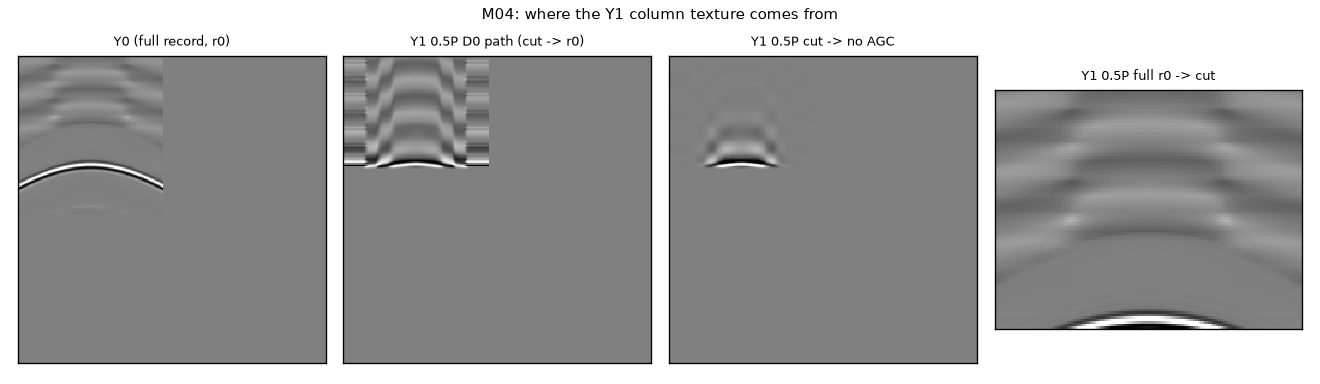 M04: where the Y1 column texture comes from
Y0 (full record, r0)
Y1 0.5P D0 path (cut -> r0)
Y1 0.5P cut -> no AGC
Y1 0.5P full r0 -> cut